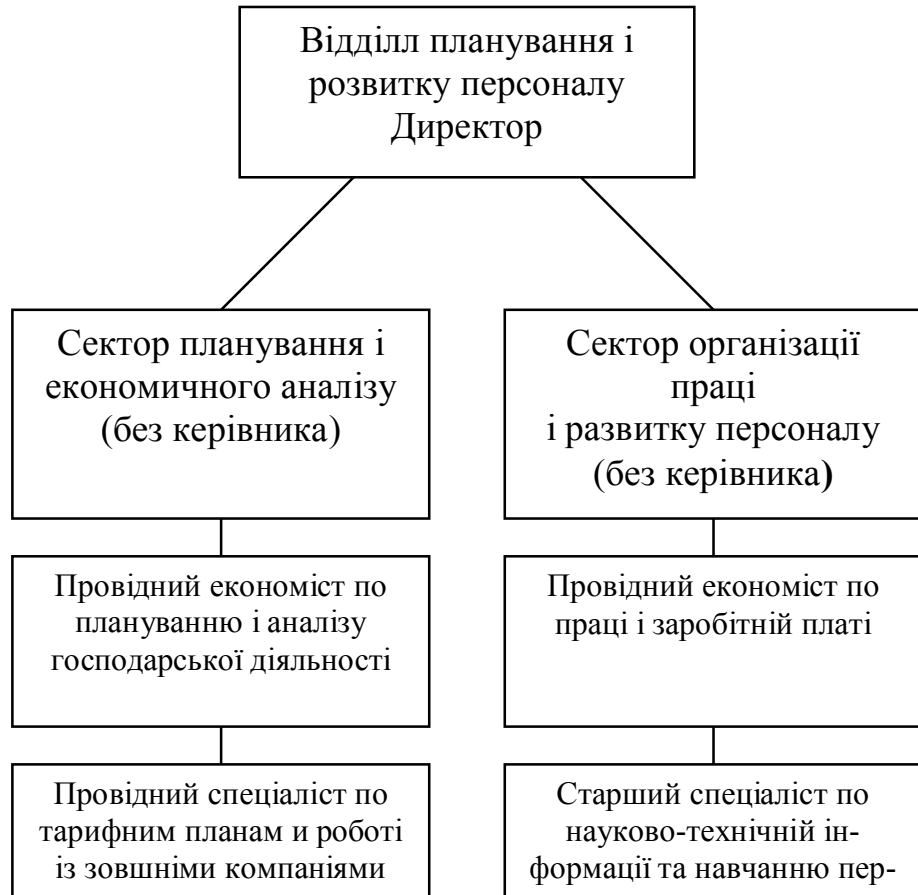 Відділл планування і
розвитку персоналу
Директор
Сектор планування і
економичного аналізу
(без керівника)
Сектор організації
праці
і развитку персоналу
(без керівника)
Провідний економіст по
плануванню і аналізу
господарської діяльності
Провідний економіст по
праці і заробітній платі
Провідний спеціаліст по
тарифним планам и роботі
із зовшніми компаніями
Старший спеціаліст по
науково-технічній ін-
формації та навчанню пер-